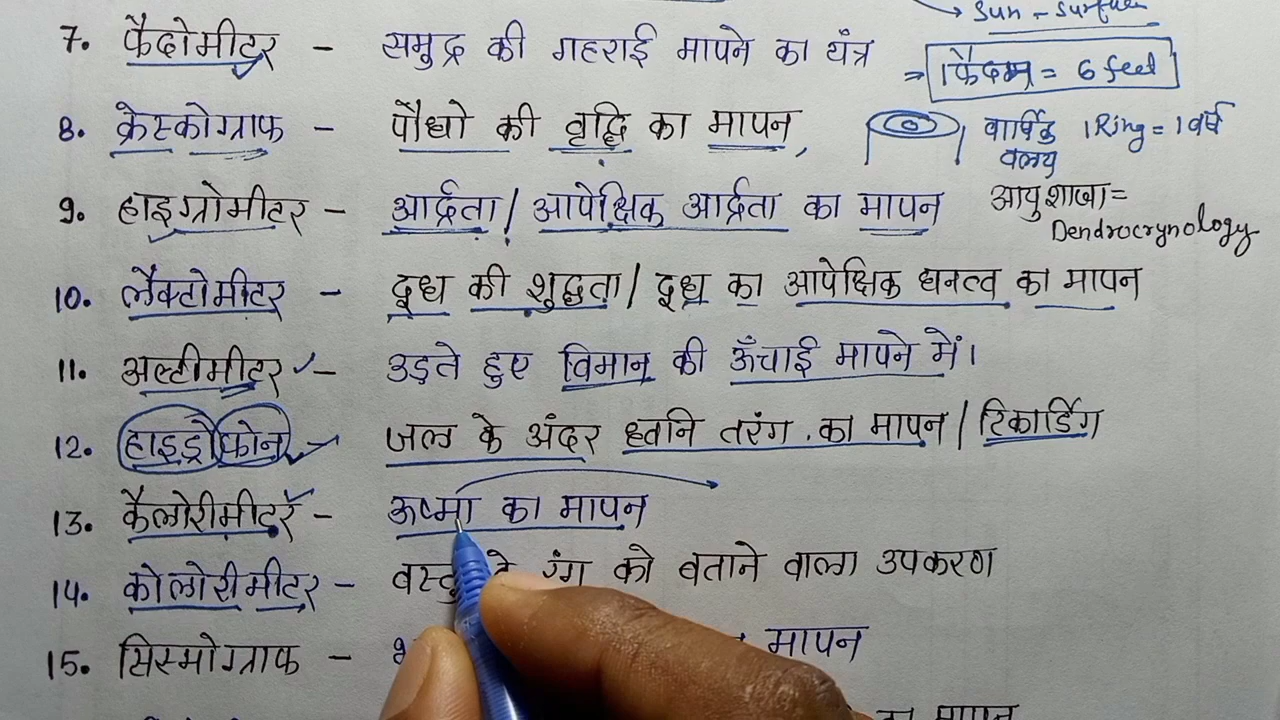 → Sun - Surface
7. फैदोमीटर - समुद्र की गहराई मापने का यंत्र
⇒ फैदम = 6 feet
8. क्रेस्कोग्राफ - पौधो की वृद्धि का मापन,
वार्षिक वलय 1 Ring = 1 वर्ष
9. हाइग्रोमीटर - आर्द्रता / आपेक्षिक आर्द्रता का मापन
आयु शाखा = Dendrocrynology
10. लैक्टोमीटर - दूध की शुद्धता / दूध का आपेक्षिक घनत्व का मापन
11. अल्टीमीटर - उड़ते हुए विमान की ऊँचाई मापने में।
12. हाइड्रोफोन जल के अंदर ध्वनि तरंग का मापन / रिकार्डिंग
13. कैलोरीमीटर - ऊष्मा का मापन
14. कोलोरीमीटर - रंग को बताने वाला उपकरण
15. सिस्मोग्राफ - मापन
का मापन